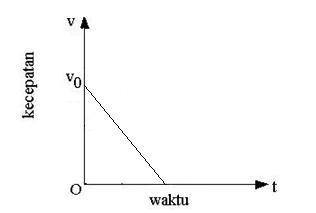 v
kecepatan
v0
O
waktu
t